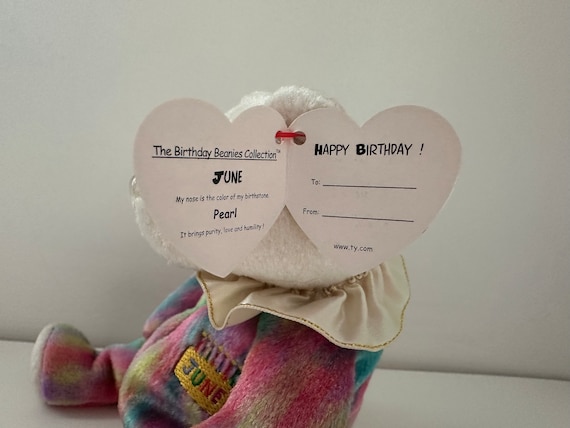 The Birthday Beanies Collection™
JUNE
My nose is the color of my birthstone
Pearl
It brings purity, love and humility!
HAPPY BIRTHDAY !
To:
From:
www.ty.com
JUNE